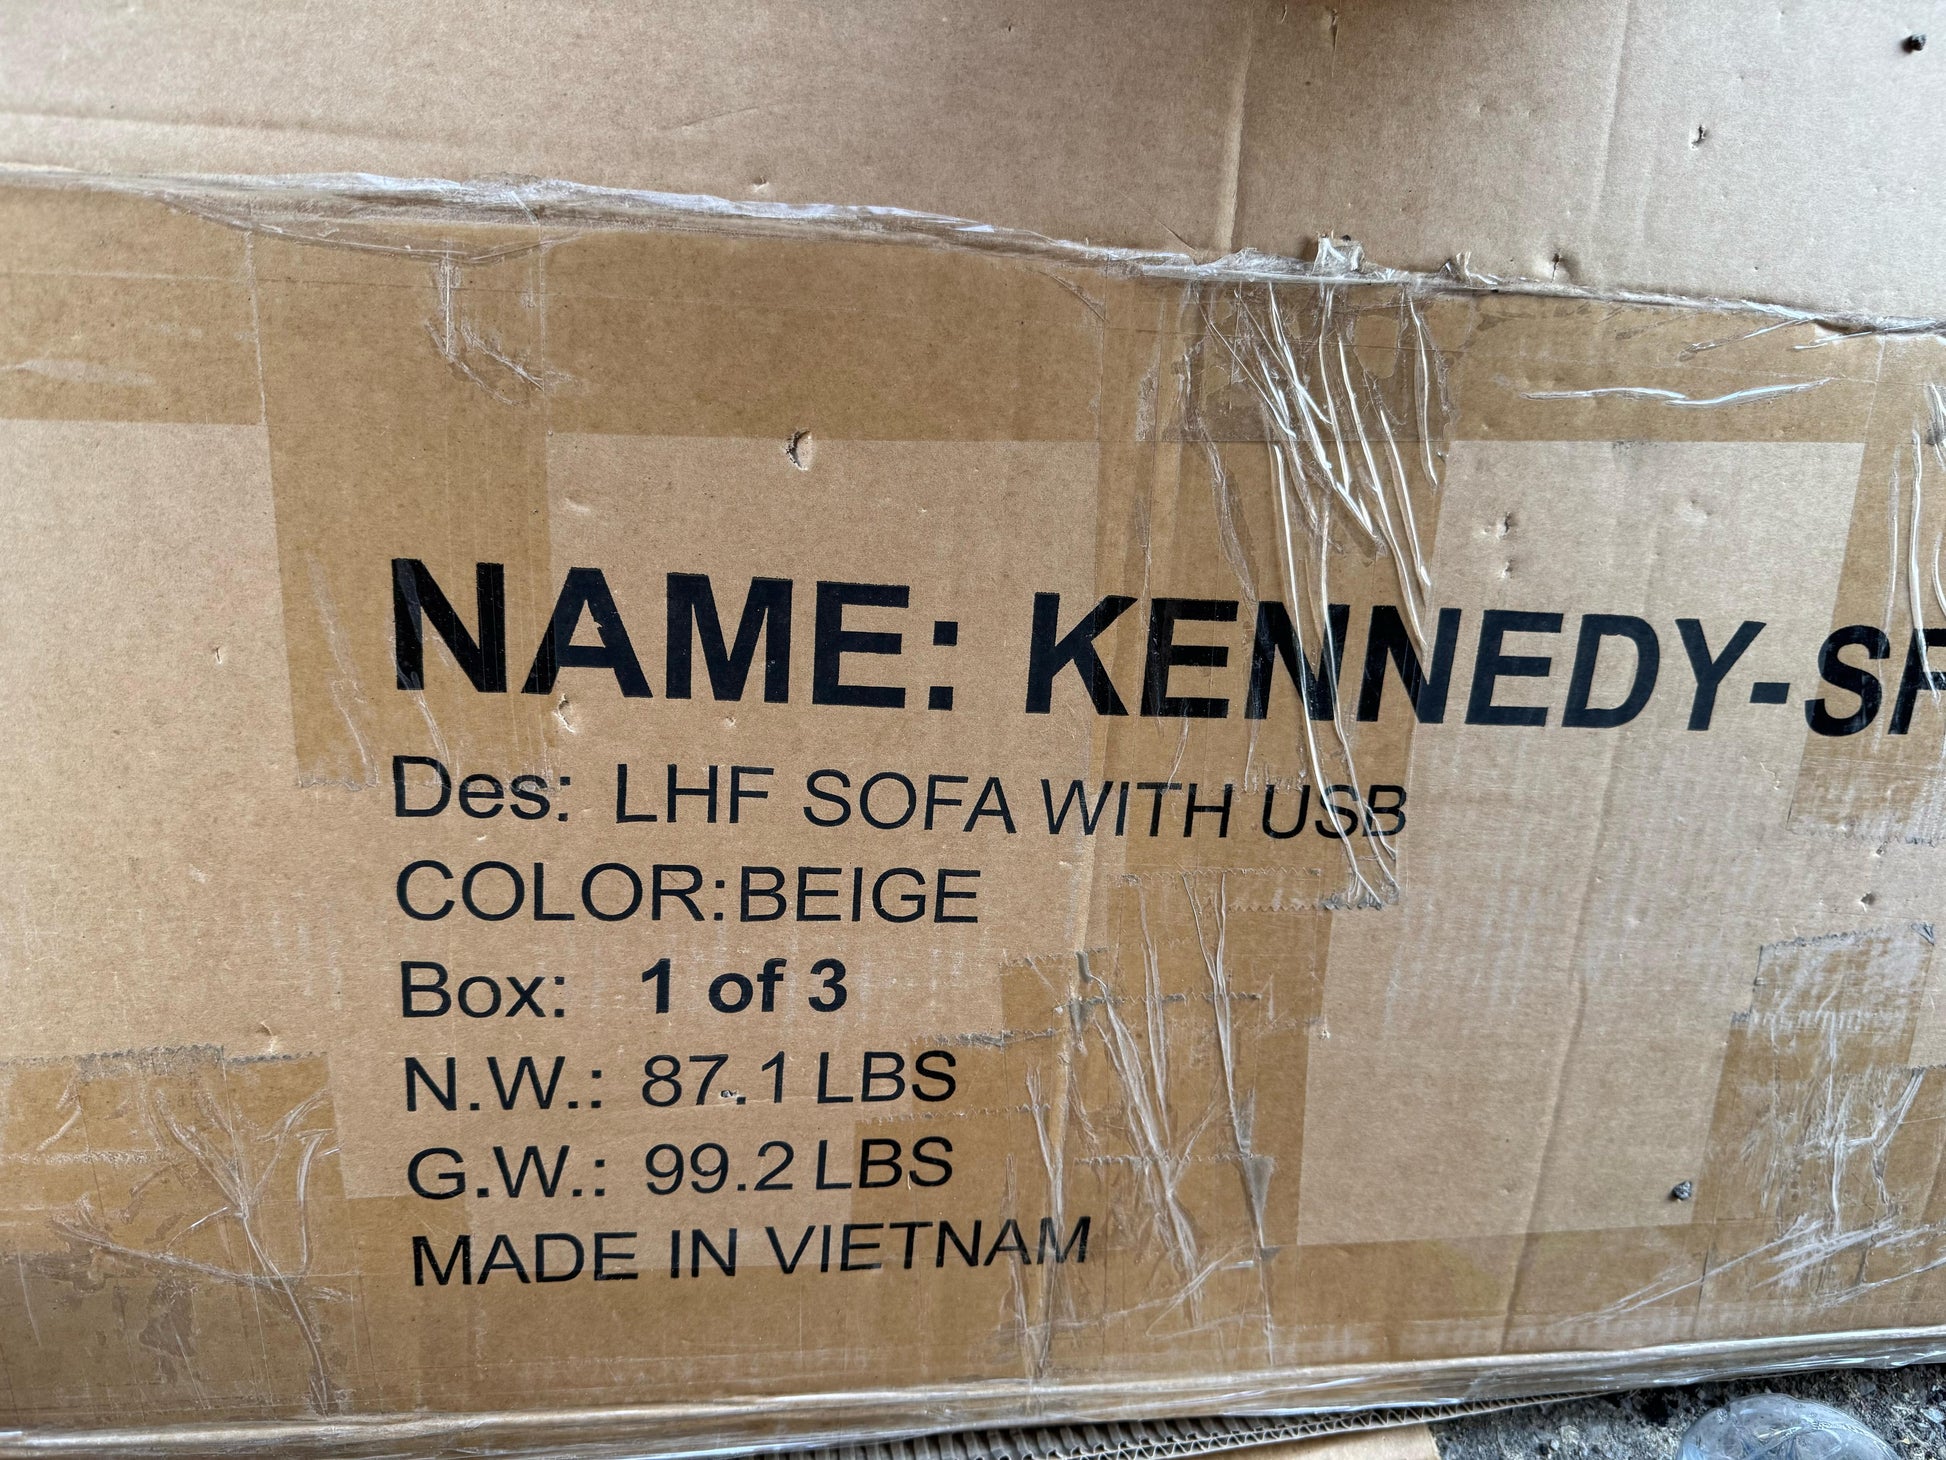 NAME: KENNEDY-SF
Des: LHF SOFA WITH USB
COLOR:BEIGE
Box: 1 of 3
N.W.: 87.1 LBS
G.W.: 99.2 LBS
MADE IN VIETNAM